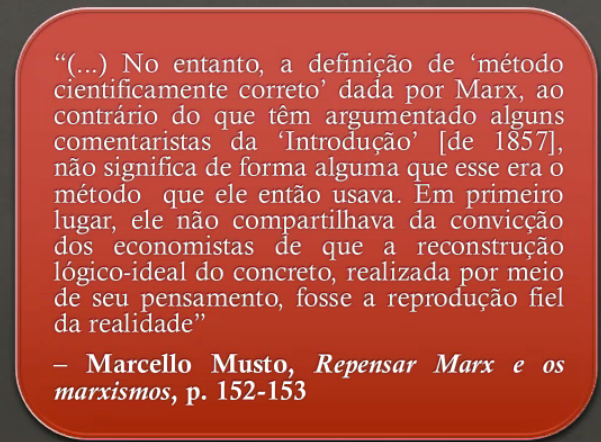 “(...) No entanto, a definição de ‘método
cientificamente correto’ dada por Marx, ao
contrário do que têm argumentado alguns
comentaristas da ‘Introdução’ [de 1857],
não significa de forma alguma que esse era o
método que ele então usava. Em primeiro
lugar, ele não compartilhava da convicção
dos economistas de que a reconstrução
lógico-ideal do concreto, realizada por meio
de seu pensamento, fosse a reprodução fiel
da realidade”
– Marcello Musto, Repensar Marx e os
marxismos, p. 152-153